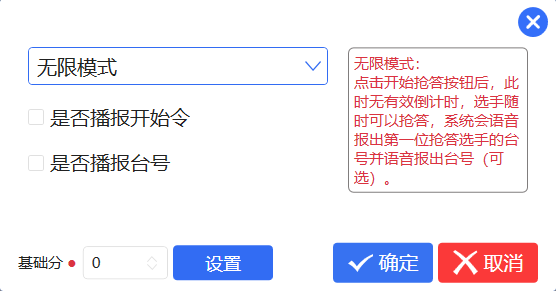 无限模式
是否播报开始令
是否播报台号
无限模式：
点击开始抢答按钮后，此
时无有效倒计时，选手随
时可以抢答，系统会语音
报出第一位抢答选手的台
号并语音报出台号（可
选）。
基础分 0 设置 确定 取消